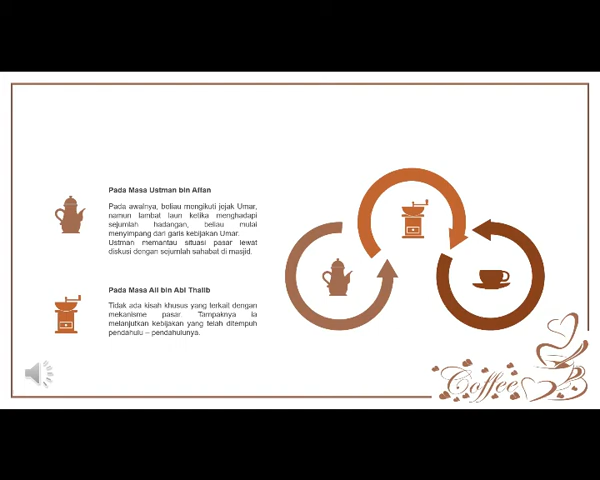 Pada Masa Ustman bin Affan
Pada awalnya, beliau mengikuti jejak Umar,
namun lambat laun ketika menghadapi
sejumlah hadangan, beliau mulai
menyimpang dari garis kebijakan Umar.
Ustman memantau situasi pasar lewat
diskusi dengan sejumlah sahabat di masjid.
Pada Masa Ali bin Abi Thalib
Tidak ada kisah khusus yang terkait dengan
mekanisme pasar. Tampaknya ia
melanjutkan kebijakan yang telah ditempuh
pendahulu – pendahulunya.
Coffee